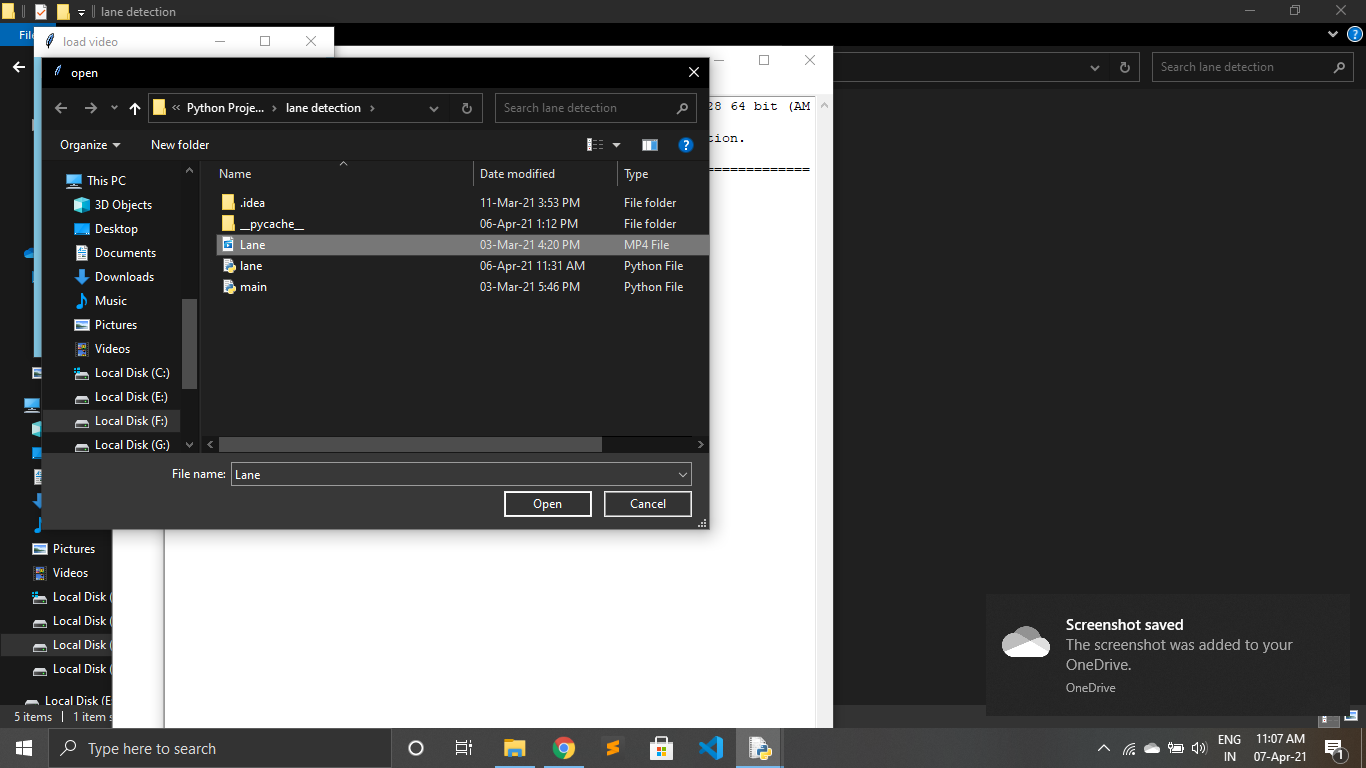 lane detection
File
load video
open
Python Proje...
lane detection
Search lane detection
Search lane detection
28 64 bit (AM
tion.
=============
Organize
New folder
Name
Date modified
Type
This PC
3D Objects
Desktop
Documents
Downloads
Music
Pictures
Videos
Local Disk (C:)
Local Disk (E:)
Local Disk (F:)
Local Disk (G:)
.idea
11-Mar-21 3:53 PM
File folder
__pycache__
06-Apr-21 1:12 PM
File folder
Lane
03-Mar-21 4:20 PM
MP4 File
lane
06-Apr-21 11:31 AM
Python File
main
03-Mar-21 5:46 PM
Python File
File name:
Lane
Open
Cancel
Pictures
Videos
Local Disk (
Local Disk (
Local Disk (
Local Disk (
Local Disk (E
5 items
1 item s
Screenshot saved
The screenshot was added to your
OneDrive.
OneDrive
Type here to search
ENG
IN
11:07 AM
07-Apr-21
1